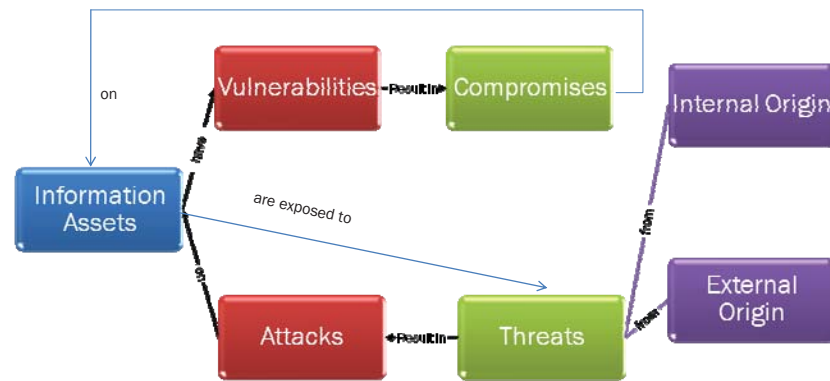 on
Vulnerabilities
Result in
Compromises
Internal Origin
have
Information
Assets
are exposed to
from
on
Attacks
Result in
Threats
from
External
Origin